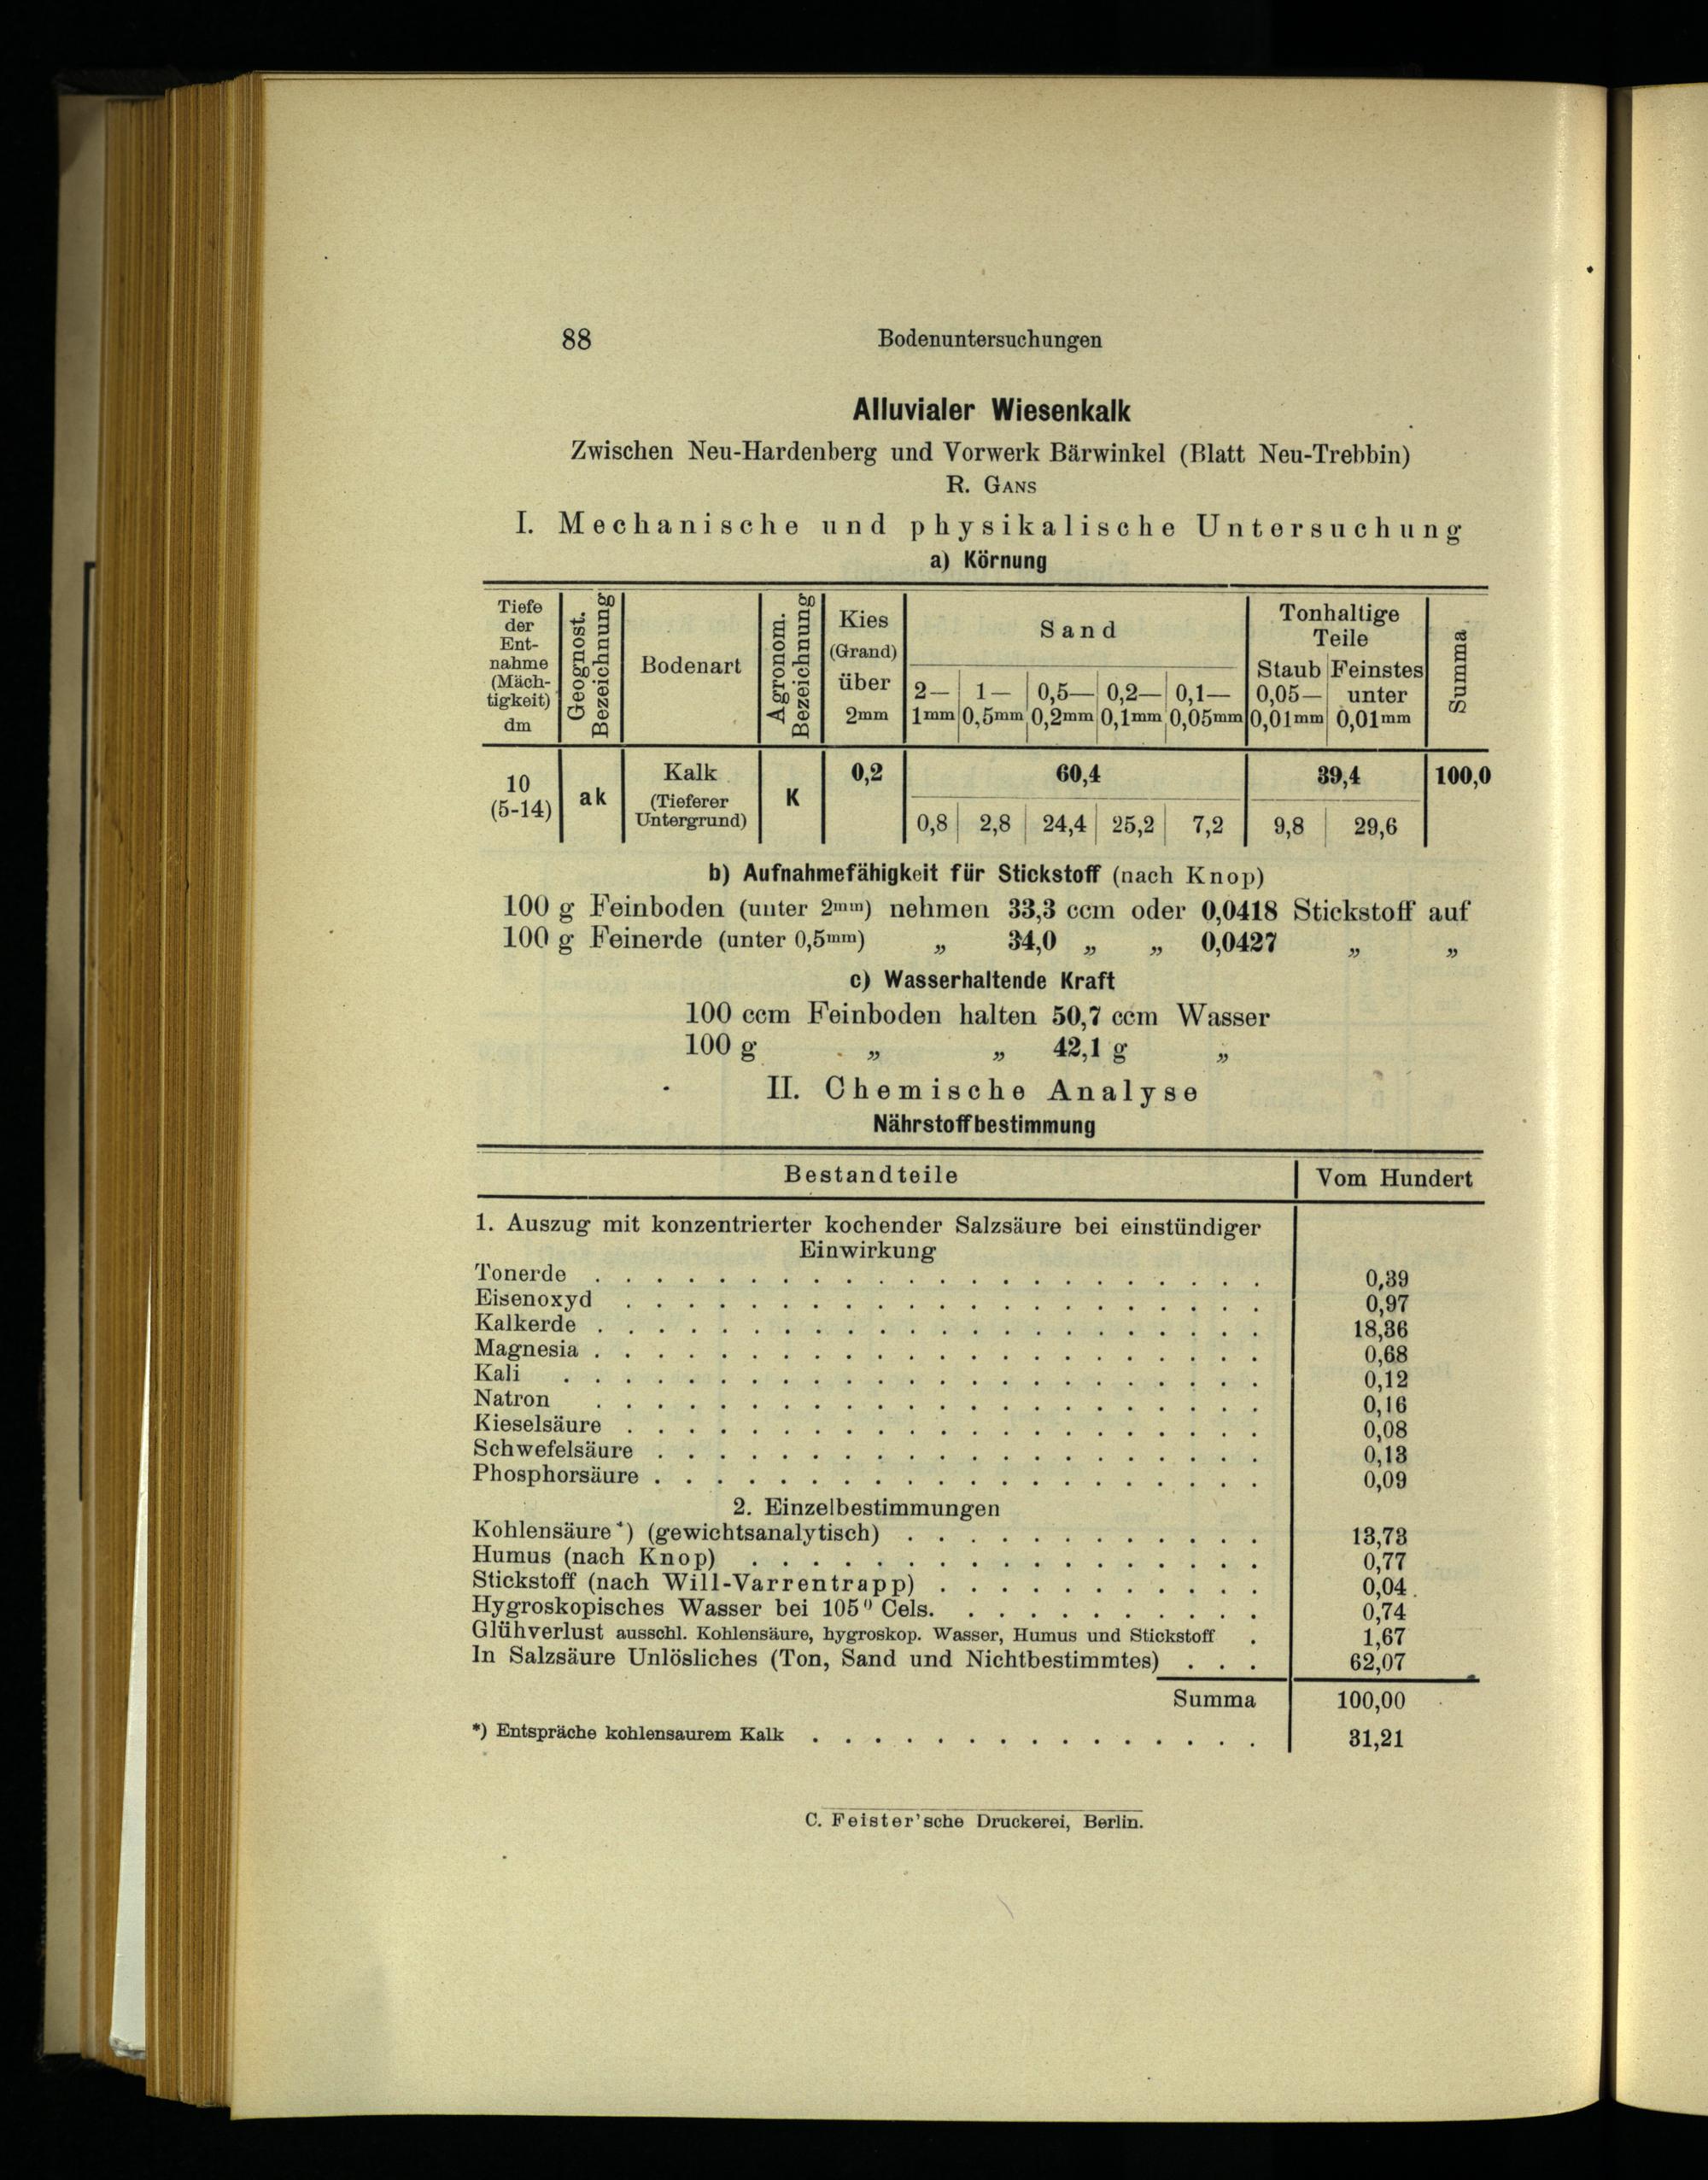 88 Bodenuntersuchungen
Alluvialer Wiesenkalk
Zwischen Neu-Hardenberg und Vorwerk Bärwinkel (Blatt Neu-Trebbin)
R. GANS
I. Mechanische und physikalische Untersuchung
a) Körnung
Tiefe der Ent- nahme (Mäch- tigkeit) dm | Geognost. Bezeichnung | Bodenart | Agronom. Bezeichnung | Kies (Grand) über 2mm | Sand | Tonhaltige Teile | Summa
2— 1mm | 1— 0,5mm | 0,5— 0,2mm | 0,2— 0,1mm | 0,1— 0,05mm | Staub 0,05— 0,01mm | Feinstes unter 0,01mm
10 (5-14) | ak | Kalk (Tieferer Untergrund) | K | 0,2 | 60,4 | 39,4 | 100,0
0,8 | 2,8 | 24,4 | 25,2 | 7,2 | 9,8 | 29,6
b) Aufnahmefähigkeit für Stickstoff (nach Knop)
100 g Feinboden (unter 2mm) nehmen 33,3 ccm oder 0,0418 Stickstoff auf
100 g Feinerde (unter 0,5mm) „ 34,0 „ „ 0,0427 „ „
c) Wasserhaltende Kraft
100 ccm Feinboden halten 50,7 ccm Wasser
100 g „ „ 42,1 g „
II. Chemische Analyse
Nährstoffbestimmung
Bestandteile | Vom Hundert
1. Auszug mit konzentrierter kochender Salzsäure bei einstündiger
Einwirkung
Tonerde . . . . . 0,39
Eisenoxyd . . . . . 0,97
Kalkerde . . . . . 18,36
Magnesia . . . . . 0,68
Kali . . . . . 0,12
Natron . . . . . 0,16
Kieselsäure . . . . . 0,08
Schwefelsäure . . . . . 0,13
Phosphorsäure . . . . . 0,09
2. Einzelbestimmungen
Kohlensäure*) (gewichtsanalytisch) . . . . . 13,73
Humus (nach Knop) . . . . . 0,77
Stickstoff (nach Will-Varrentrapp) . . . . . 0,04
Hygroskopisches Wasser bei 105° Cels. . . . . . 0,74
Glühverlust ausschl. Kohlensäure, hygroskop. Wasser, Humus und Stickstoff . 1,67
In Salzsäure Unlösliches (Ton, Sand und Nichtbestimmtes) . . . 62,07
Summa 100,00
*) Entspräche kohlensaurem Kalk . . . . . 31,21
C. Feister'sche Druckerei, Berlin.